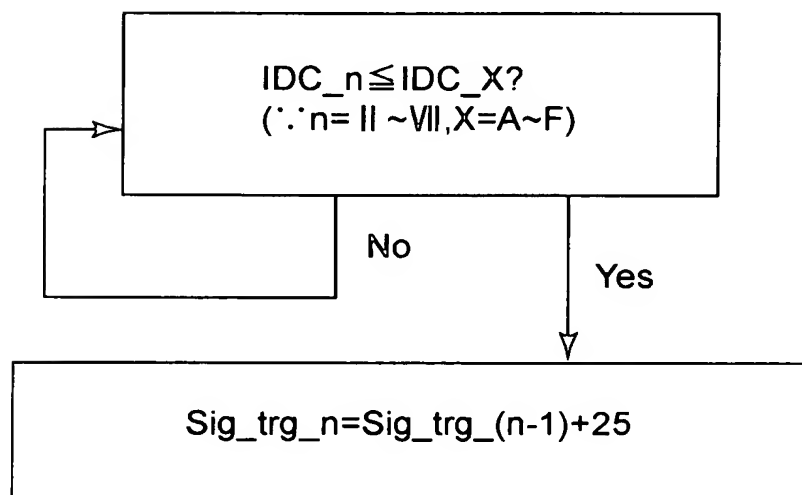 IDC_n≦IDC_X?
(∵n=Ⅱ~Ⅶ,X=A~F)
No
Yes
Sig_trg_n=Sig_trg_(n-1)+25